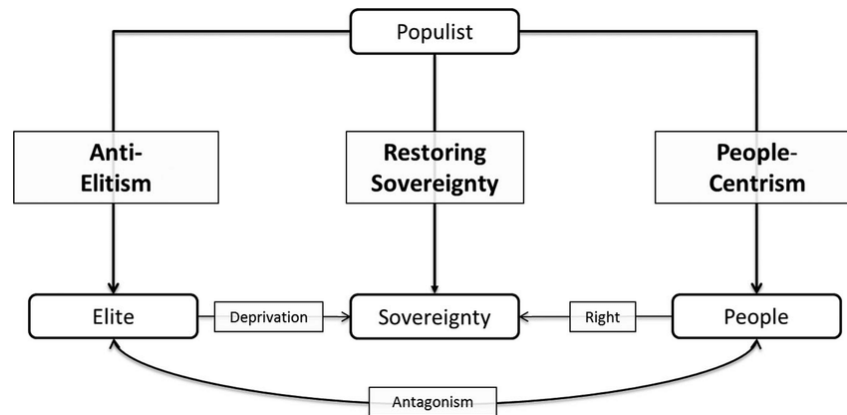 Populist
Anti-
Elitism
Restoring
Sovereignty
People-
Centrism
Elite
Deprivation
Sovereignty
Right
People
Antagonism